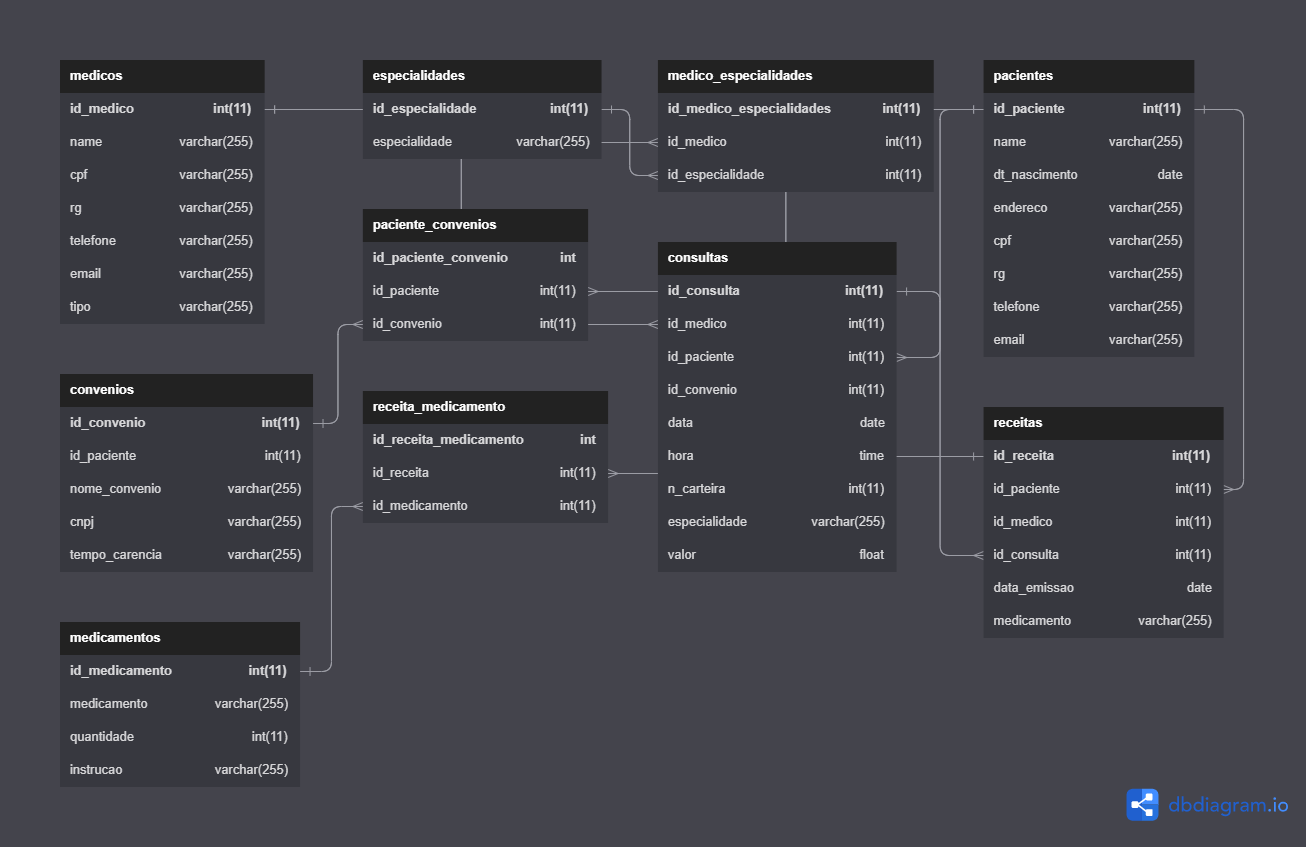 medicos
id_medico int(11)
name varchar(255)
cpf varchar(255)
rg varchar(255)
telefone varchar(255)
email varchar(255)
tipo varchar(255)
especialidades
id_especialidade int(11)
especialidade varchar(255)
medico_especialidades
id_medico_especialidades int(11)
id_medico int(11)
id_especialidade int(11)
pacientes
id_paciente int(11)
name varchar(255)
dt_nascimento date
endereco varchar(255)
cpf varchar(255)
rg varchar(255)
telefone varchar(255)
email varchar(255)
paciente_convenios
id_paciente_convenio int
id_paciente int(11)
id_convenio int(11)
consultas
id_consulta int(11)
id_medico int(11)
id_paciente int(11)
id_convenio int(11)
data date
hora time
n_carteira int(11)
especialidade varchar(255)
valor float
convenios
id_convenio int(11)
id_paciente int(11)
nome_convenio varchar(255)
cnpj varchar(255)
tempo_carencia varchar(255)
receita_medicamento
id_receita_medicamento int
id_receita int(11)
id_medicamento int(11)
receitas
id_receita int(11)
id_paciente int(11)
id_medico int(11)
id_consulta int(11)
data_emissao date
medicamento varchar(255)
medicamentos
id_medicamento int(11)
medicamento varchar(255)
quantidade int(11)
instrucao varchar(255)
dbdiagram.io